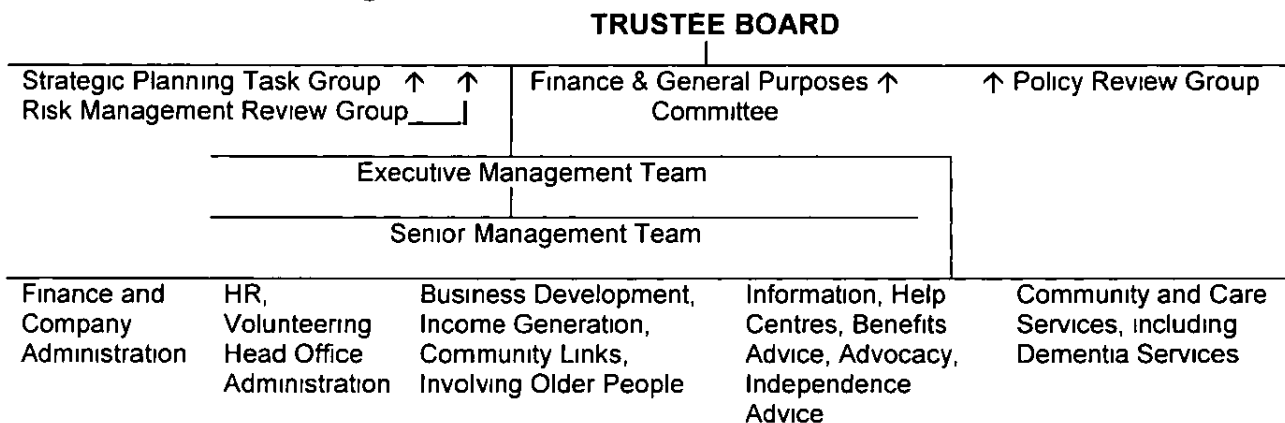 TRUSTEE BOARD
Strategic Planning Task Group ↑ ↑
Risk Management Review Group
Finance & General Purposes ↑
Committee
↑ Policy Review Group
Executive Management Team
Senior Management Team
Finance and
Company
Administration
HR,
Volunteering
Head Office
Administration
Business Development,
Income Generation,
Community Links,
Involving Older People
Information, Help
Centres, Benefits
Advice, Advocacy,
Independence
Advice
Community and Care
Services, including
Dementia Services